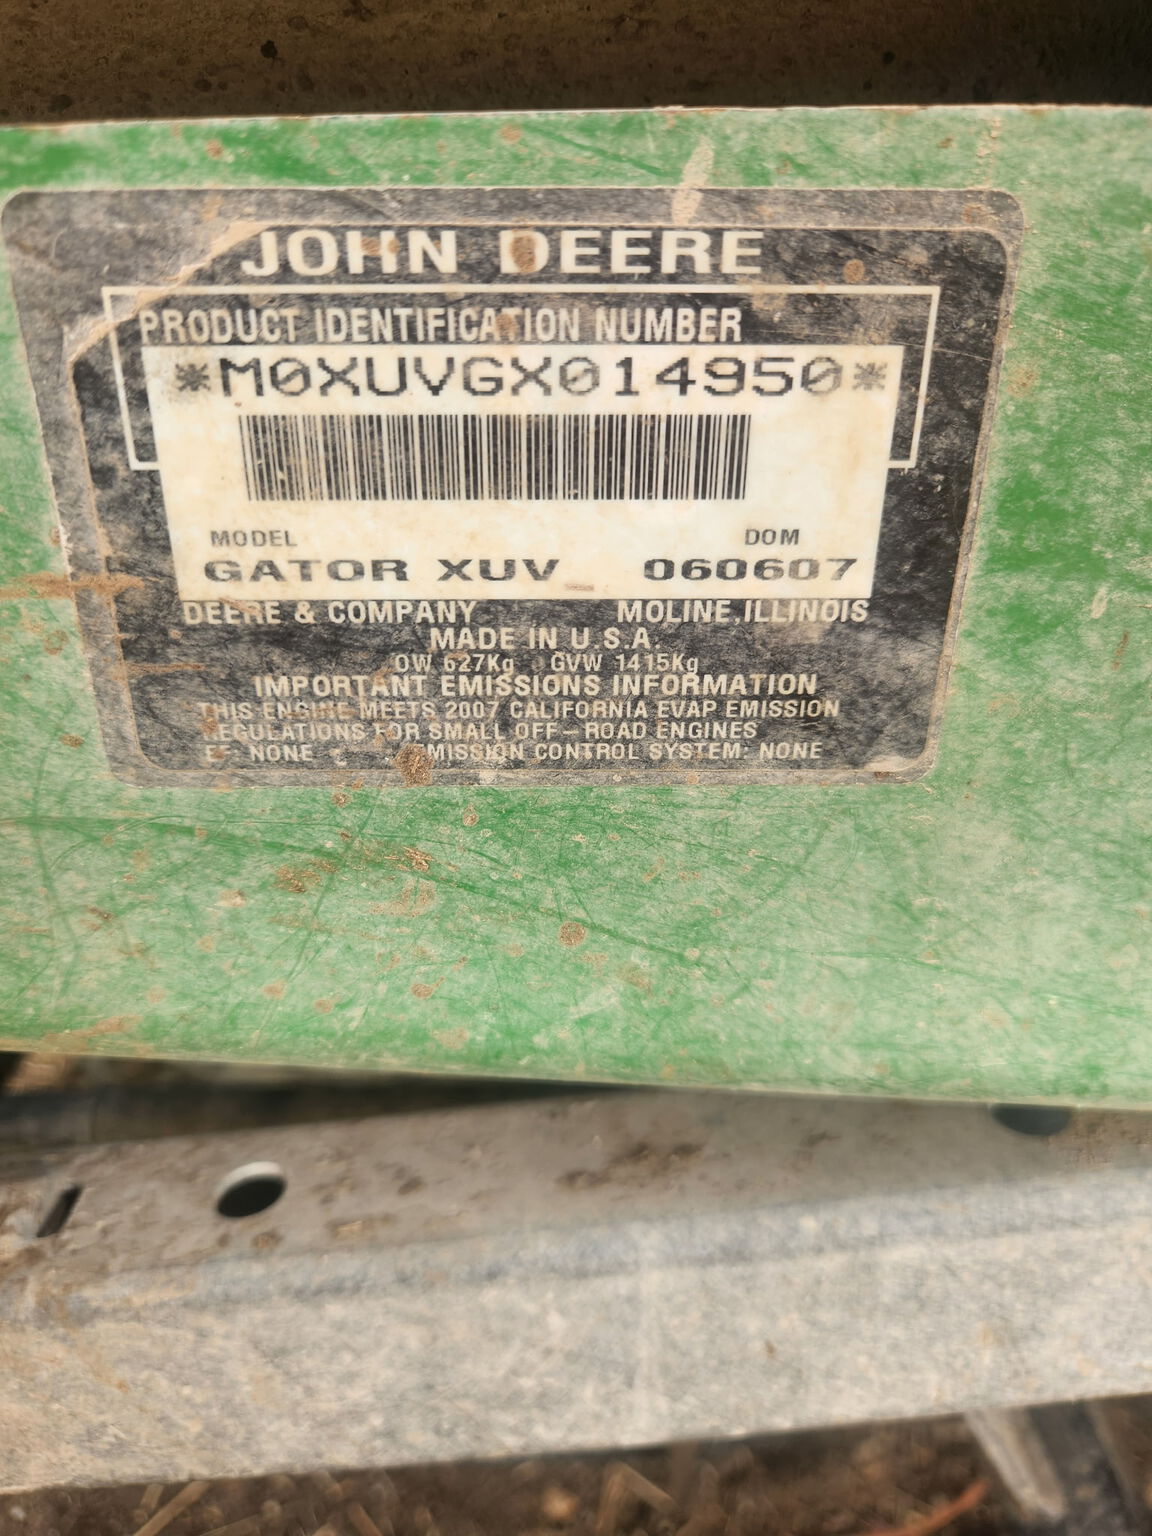 JOHN DEERE
PRODUCT IDENTIFICATION NUMBER
*M0XUVGX014950*
MODEL DOM
GATOR XUV 060607
DEERE & COMPANY MOLINE, ILLINOIS
MADE IN U.S.A.
OW 627Kg GVW 1415Kg
IMPORTANT EMISSIONS INFORMATION
THIS ENGINE MEETS 2007 CALIFORNIA EVAP EMISSION
REGULATIONS FOR SMALL OFF-ROAD ENGINES
EF: NONE EMISSION CONTROL SYSTEM: NONE